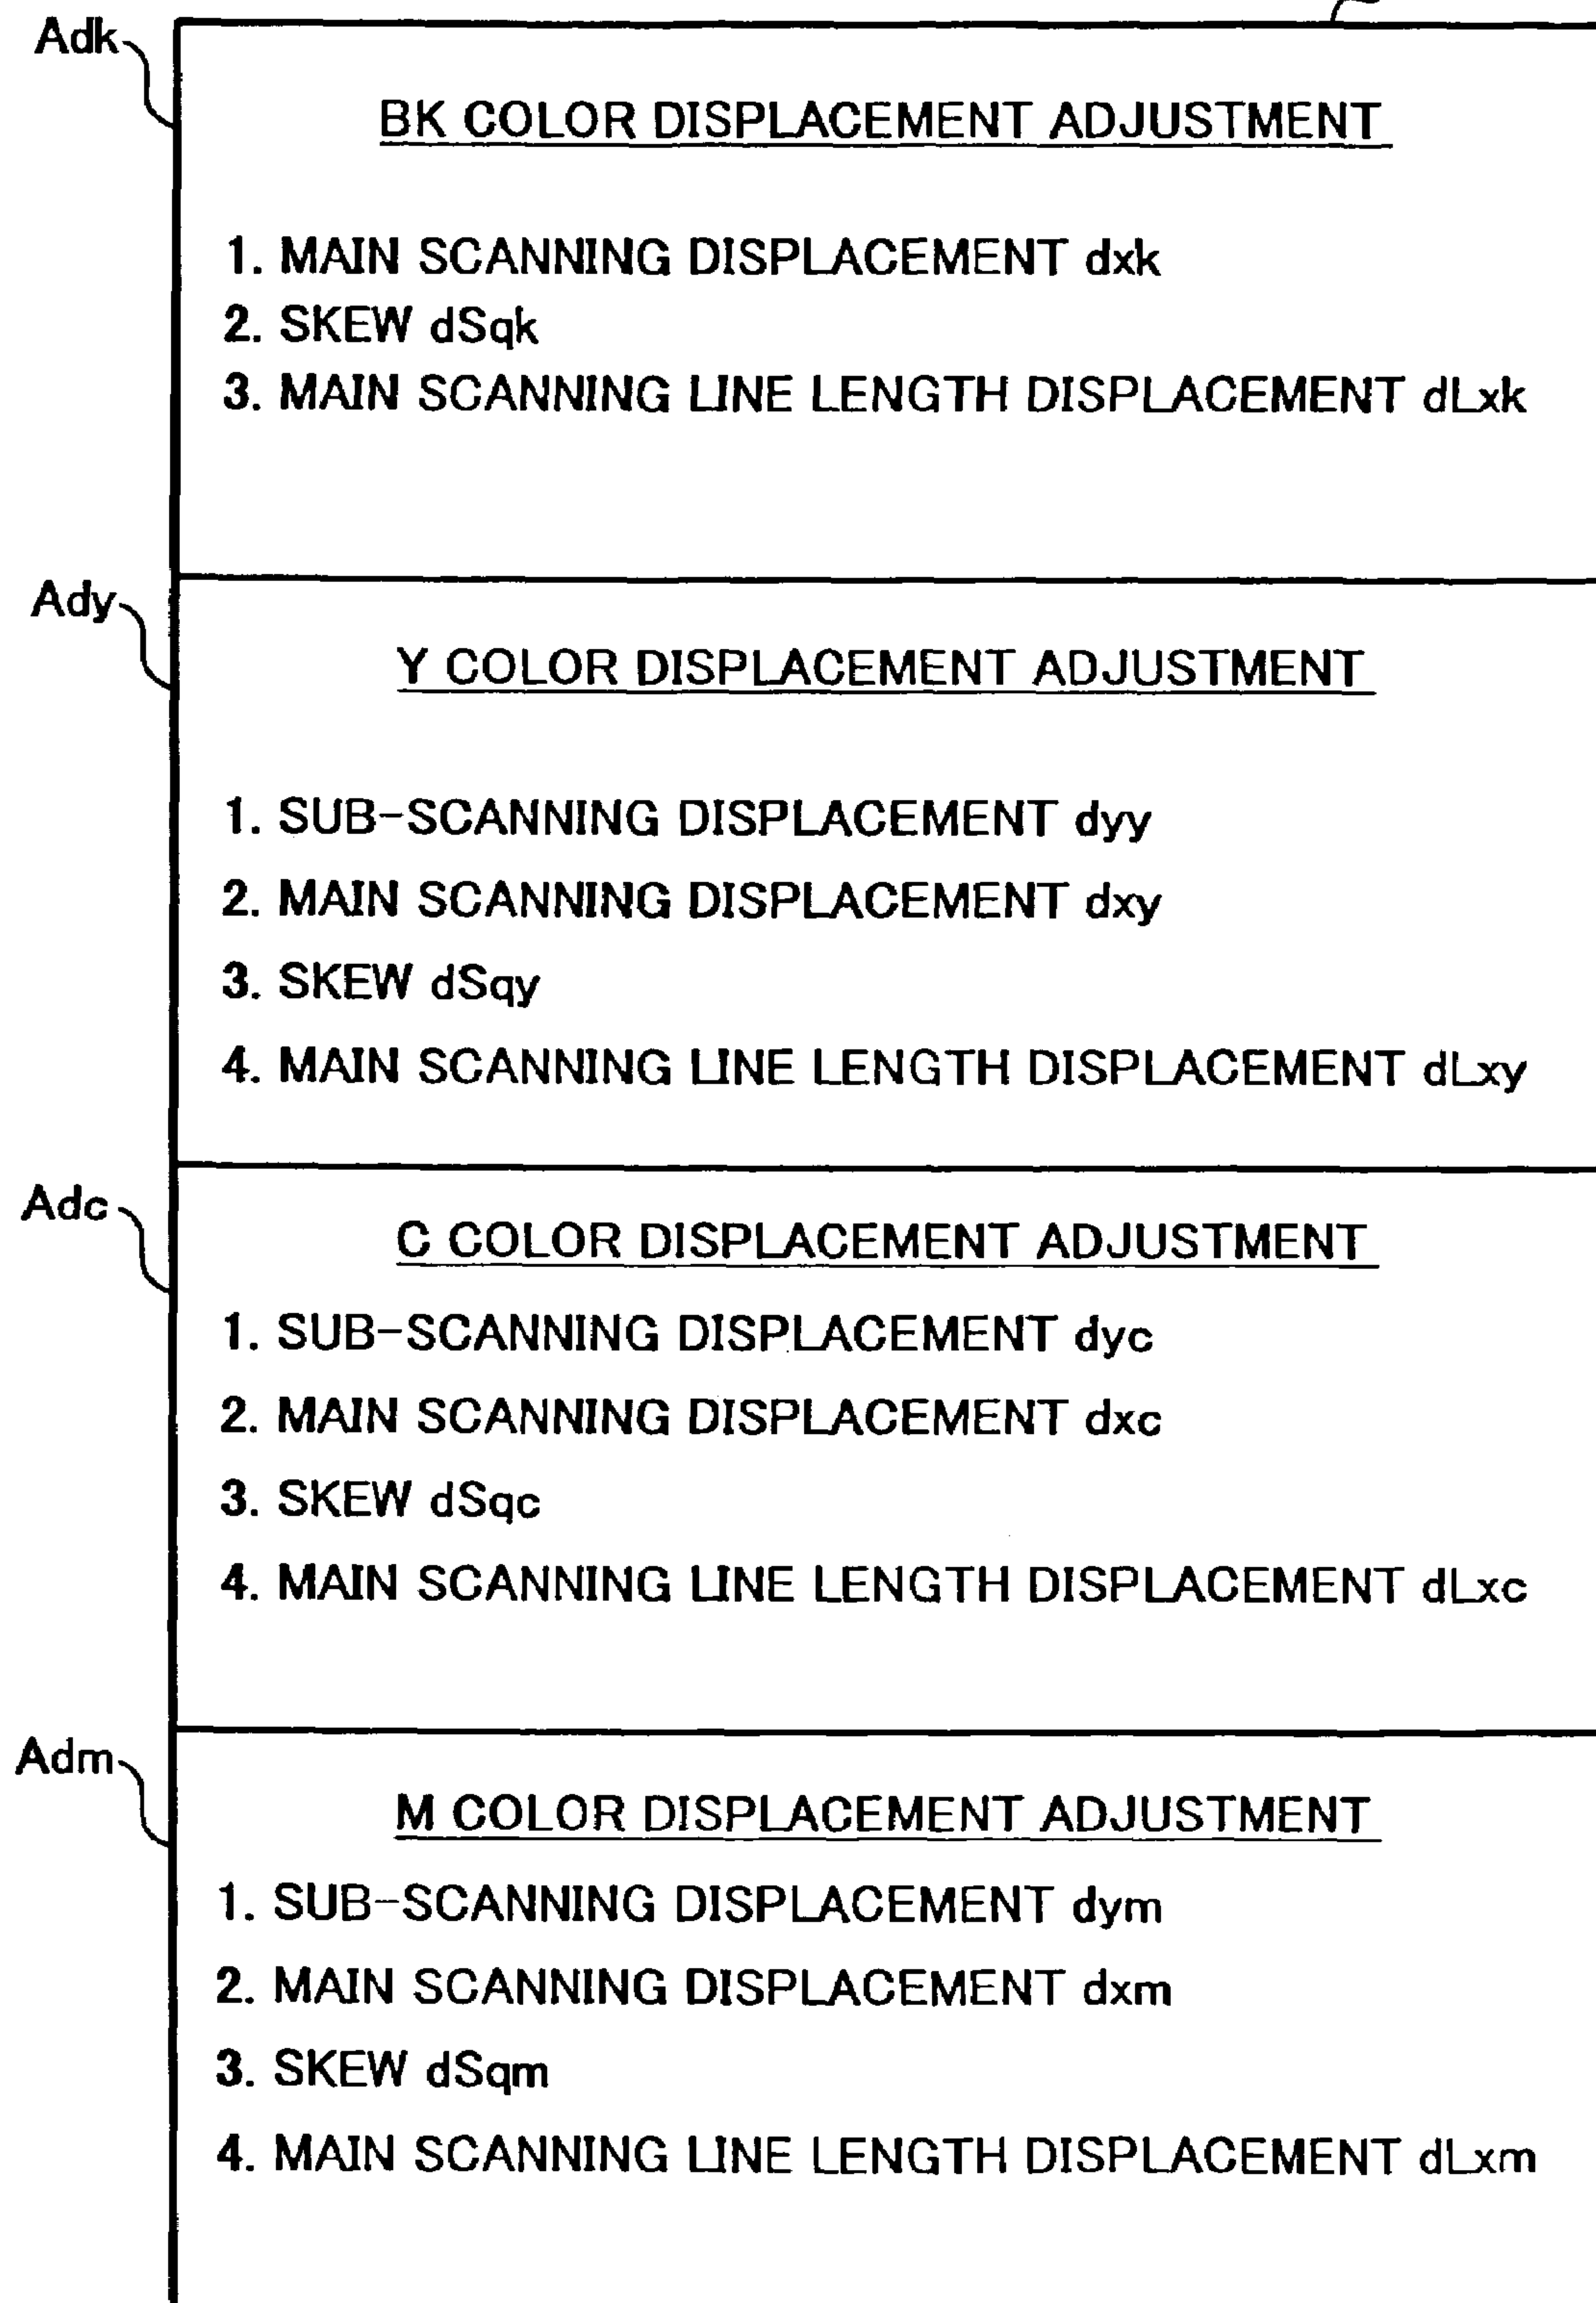 Adk
BK COLOR DISPLACEMENT ADJUSTMENT
1. MAIN SCANNING DISPLACEMENT dxk
2. SKEW dSqk
3. MAIN SCANNING LINE LENGTH DISPLACEMENT dLxk
Ady
Y COLOR DISPLACEMENT ADJUSTMENT
1. SUB-SCANNING DISPLACEMENT dyy
2. MAIN SCANNING DISPLACEMENT dxy
3. SKEW dSqy
4. MAIN SCANNING LINE LENGTH DISPLACEMENT dLxy
Adc
C COLOR DISPLACEMENT ADJUSTMENT
1. SUB-SCANNING DISPLACEMENT dyc
2. MAIN SCANNING DISPLACEMENT dxc
3. SKEW dSqc
4. MAIN SCANNING LINE LENGTH DISPLACEMENT dLxc
Adm
M COLOR DISPLACEMENT ADJUSTMENT
1. SUB-SCANNING DISPLACEMENT dym
2. MAIN SCANNING DISPLACEMENT dxm
3. SKEW dSqm
4. MAIN SCANNING LINE LENGTH DISPLACEMENT dLxm